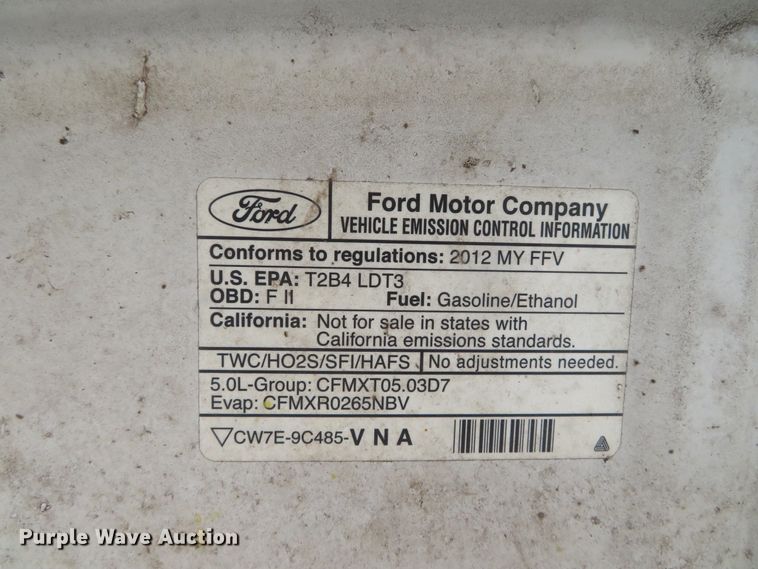 Ford
Ford Motor Company
VEHICLE EMISSION CONTROL INFORMATION
Conforms to regulations: 2012 MY FFV
U.S. EPA: T2B4 LDT3
OBD: F II Fuel: Gasoline/Ethanol
California: Not for sale in states with
California emissions standards.
TWC/HO2S/SFI/HAFS No adjustments needed.
5.0L-Group: CFMXT05.03D7
Evap: CFMXR0265NBV
CW7E-9C485-VNA
Purple Wave Auction